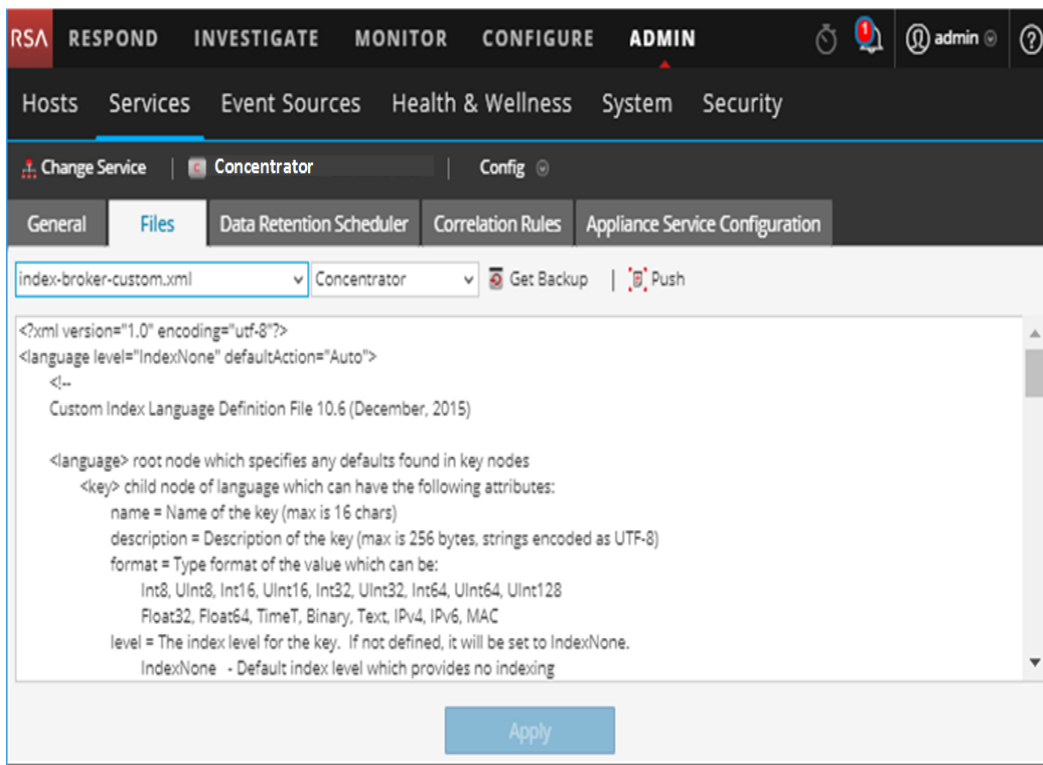 RSA RESPOND INVESTIGATE MONITOR CONFIGURE ADMIN 1 admin ?
Hosts Services Event Sources Health & Wellness System Security
Change Service | C Concentrator | Config
General Files Data Retention Scheduler Correlation Rules Appliance Service Configuration
index-broker-custom.xml Concentrator Get Backup | Push
<?xml version="1.0" encoding="utf-8"?>
<language level="IndexNone" defaultAction="Auto">
<!--
Custom Index Language Definition File 10.6 (December, 2015)
<language> root node which specifies any defaults found in key nodes
<key> child node of language which can have the following attributes:
name = Name of the key (max is 16 chars)
description = Description of the key (max is 256 bytes, strings encoded as UTF-8)
format = Type format of the value which can be:
Int8, UInt8, Int16, UInt16, Int32, UInt32, Int64, UInt64, UInt128
Float32, Float64, TimeT, Binary, Text, IPv4, IPv6, MAC
level = The index level for the key. If not defined, it will be set to IndexNone.
IndexNone - Default index level which provides no indexing
Apply